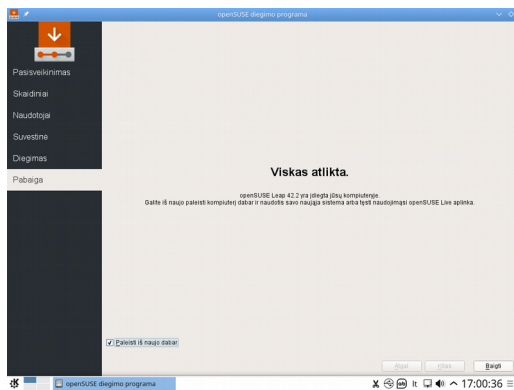 openSUSE diegimo programa
Pasisveikinimas
Skaidiniai
Naudotojai
Suvestinė
Diegimas
Pabaiga
Viskas atlikta.
openSUSE Leap 42.2 yra įdiegta jūsų kompiuteryje.
Galite iš naujo paleisti kompiuterį dabar ir naudotis savo naująja sistema arba tęsti naudojimąsi openSUSE Live aplinka.
Paleisti iš naujo dabar
Atgal Kitas Baigti
openSUSE diegimo programa lt 17:00:36